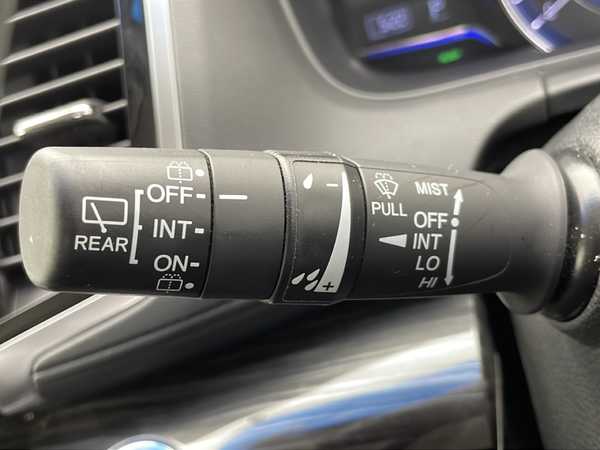 REAR
OFF
INT
ON
−
+
PULL
MIST
OFF
INT
LO
HI